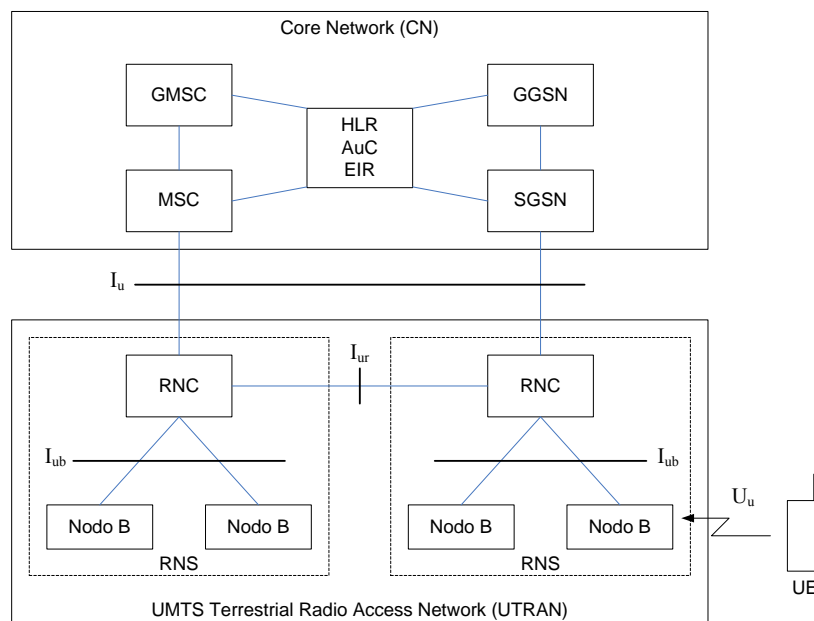 Core Network (CN)
GMSC
GGSN
HLR
AuC
EIR
MSC
SGSN
Iu
RNC
Iur
RNC
Iub
Iub
Nodo B
Nodo B
Nodo B
Nodo B
Uu
RNS
RNS
UE
UMTS Terrestrial Radio Access Network (UTRAN)